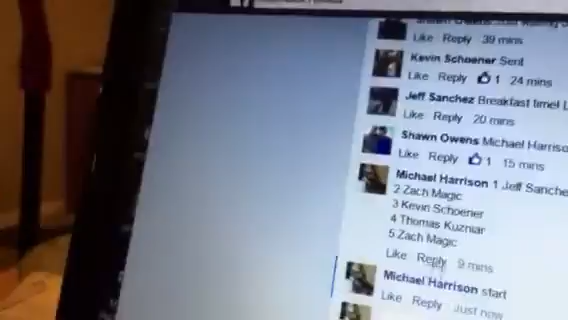 Like Reply 39 mins
Kevin Schoener Sent
Like Reply 1 24 mins
Jeff Sanchez Breakfast time!
Like Reply 20 mins
Shawn Owens Michael Harriso
Like Reply 1 15 mins
Michael Harrison 1 Jeff Sanche
2 Zach Magic
3 Kevin Schoener
4 Thomas Kuzniar
5 Zach Magic
Like Reply 9 mins
Michael Harrison start
Like Reply Just now